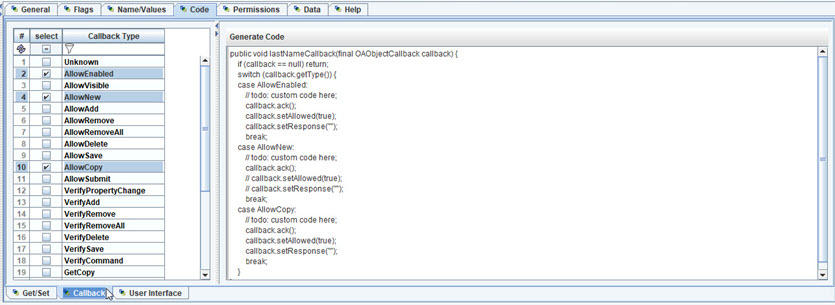 General Flags Name/Values Code Permissions Data Help
# select Callback Type
1 Unknown
2 AllowEnabled
3 AllowVisible
4 AllowNew
5 AllowAdd
6 AllowRemove
7 AllowRemoveAll
8 AllowDelete
9 AllowSave
10 AllowCopy
11 AllowSubmit
12 VerifyPropertyChange
13 VerifyAdd
14 VerifyRemove
15 VerifyRemoveAll
16 VerifyDelete
17 VerifySave
18 VerifyCommand
19 GetCopy
Generate Code
public void lastNameCallback(final OAObjectCallback callback) {
if (callback == null) return;
switch (callback.getType()) {
case AllowEnabled:
// todo: custom code here;
callback.ack();
callback.setAllowed(true);
callback.setResponse("");
break;
case AllowNew:
// todo: custom code here;
callback.ack();
// callback.setAllowed(true);
// callback.setResponse("");
break;
case AllowCopy:
// todo: custom code here;
callback.ack();
callback.setAllowed(true);
callback.setResponse("");
break;
}
Get/Set Callback User Interface